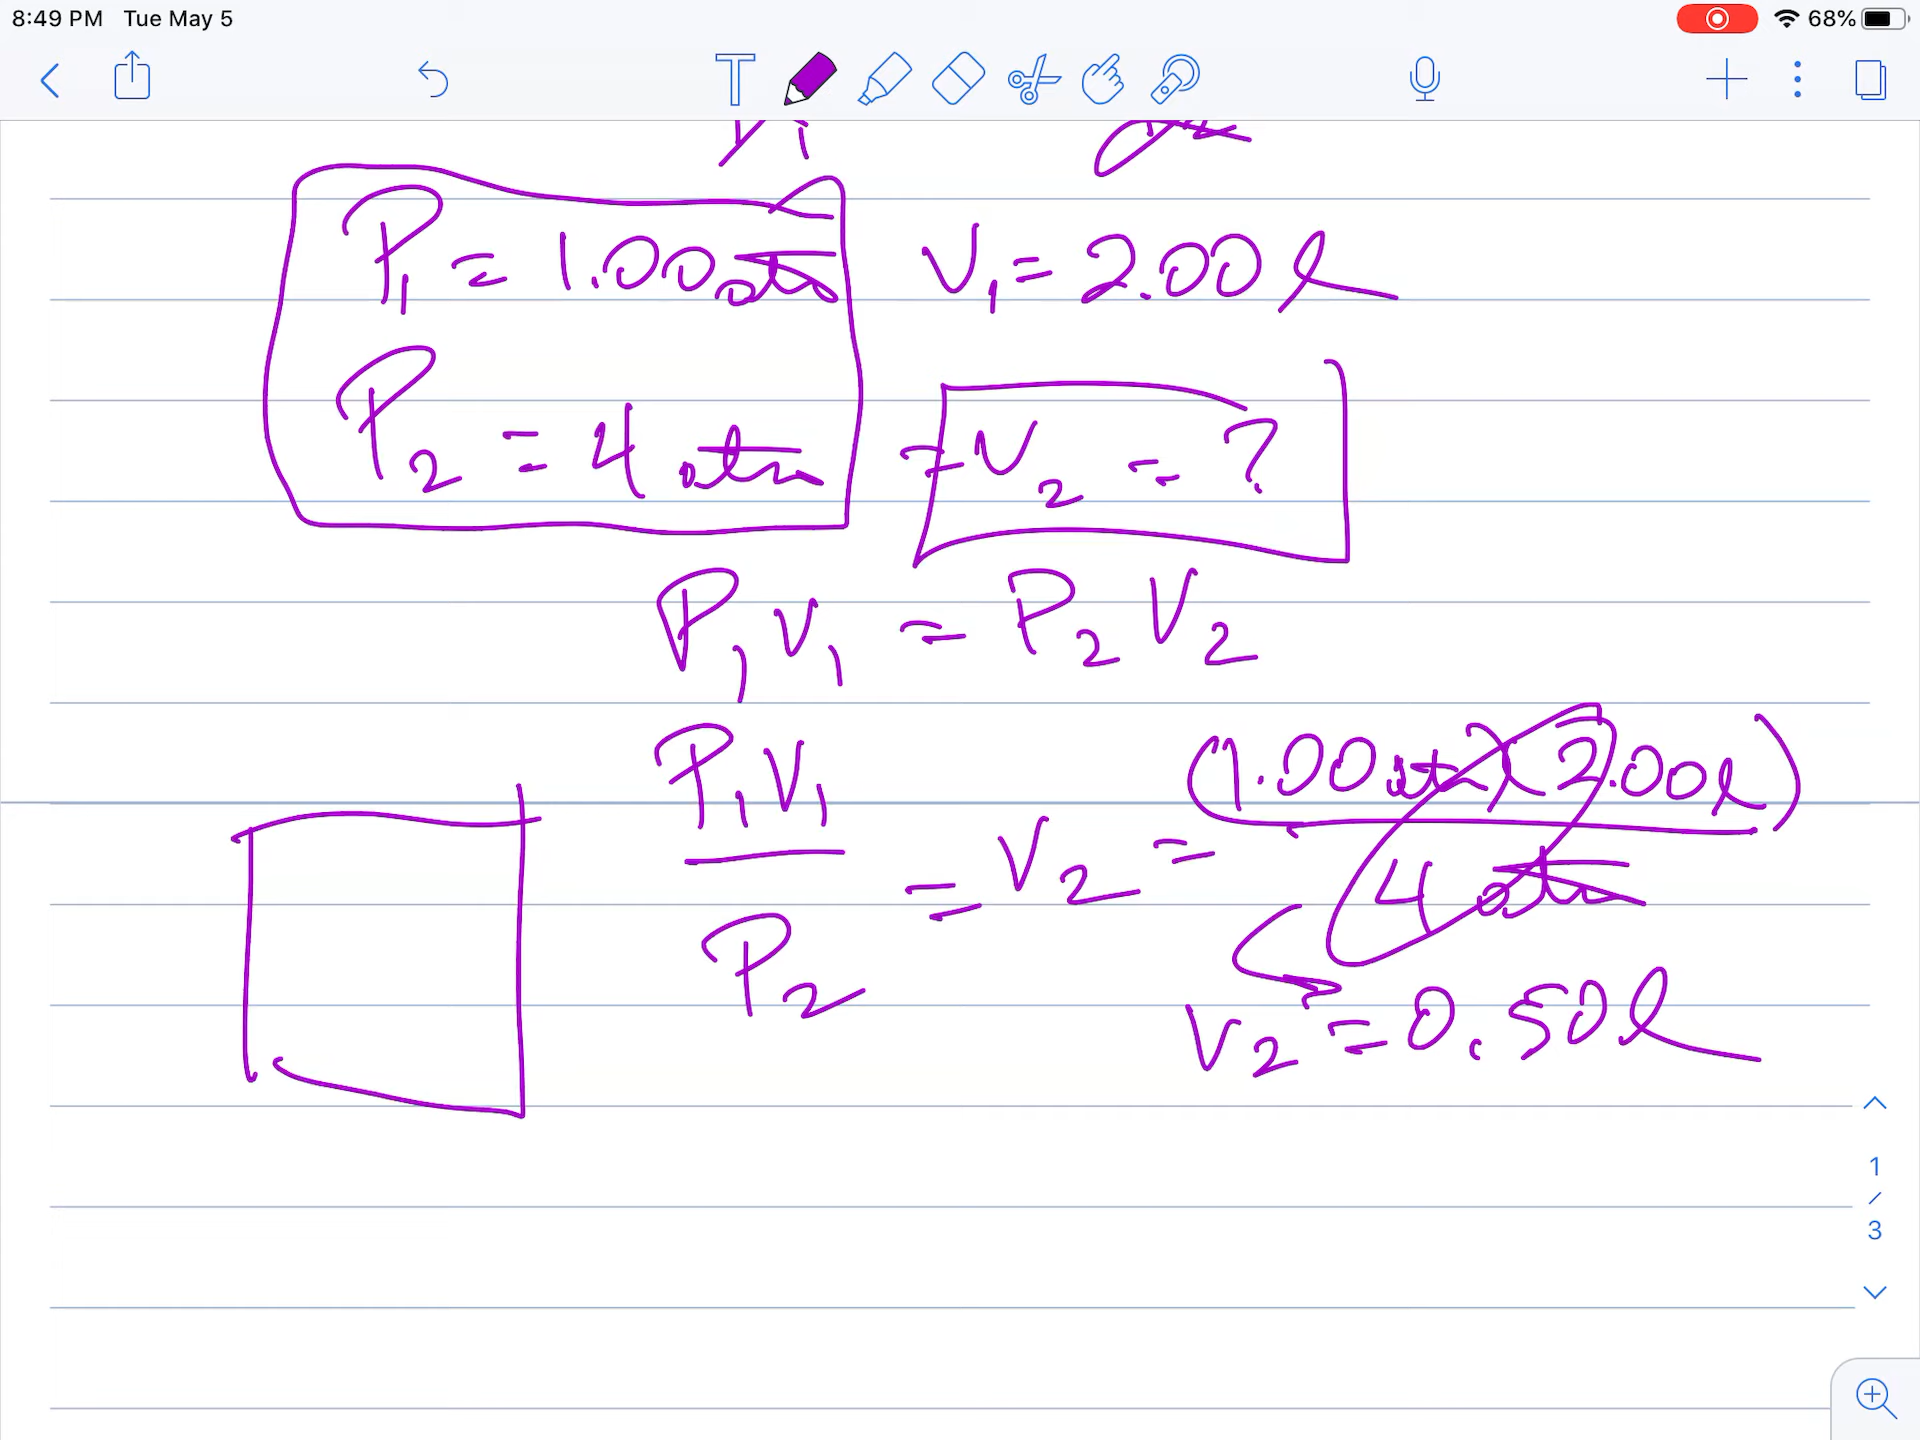 8:49 PM Tue May 5
68%
P₁ = 1.00 atm V₁ = 2.00 l
P₂ = 4 atm V₂ = ?
P₁V₁ = P₂V₂
P₁V₁ / P₂ = V₂ = (1.00 atm)(2.00 l) / 4 atm
V₂ = 0.50 l
1
/
3